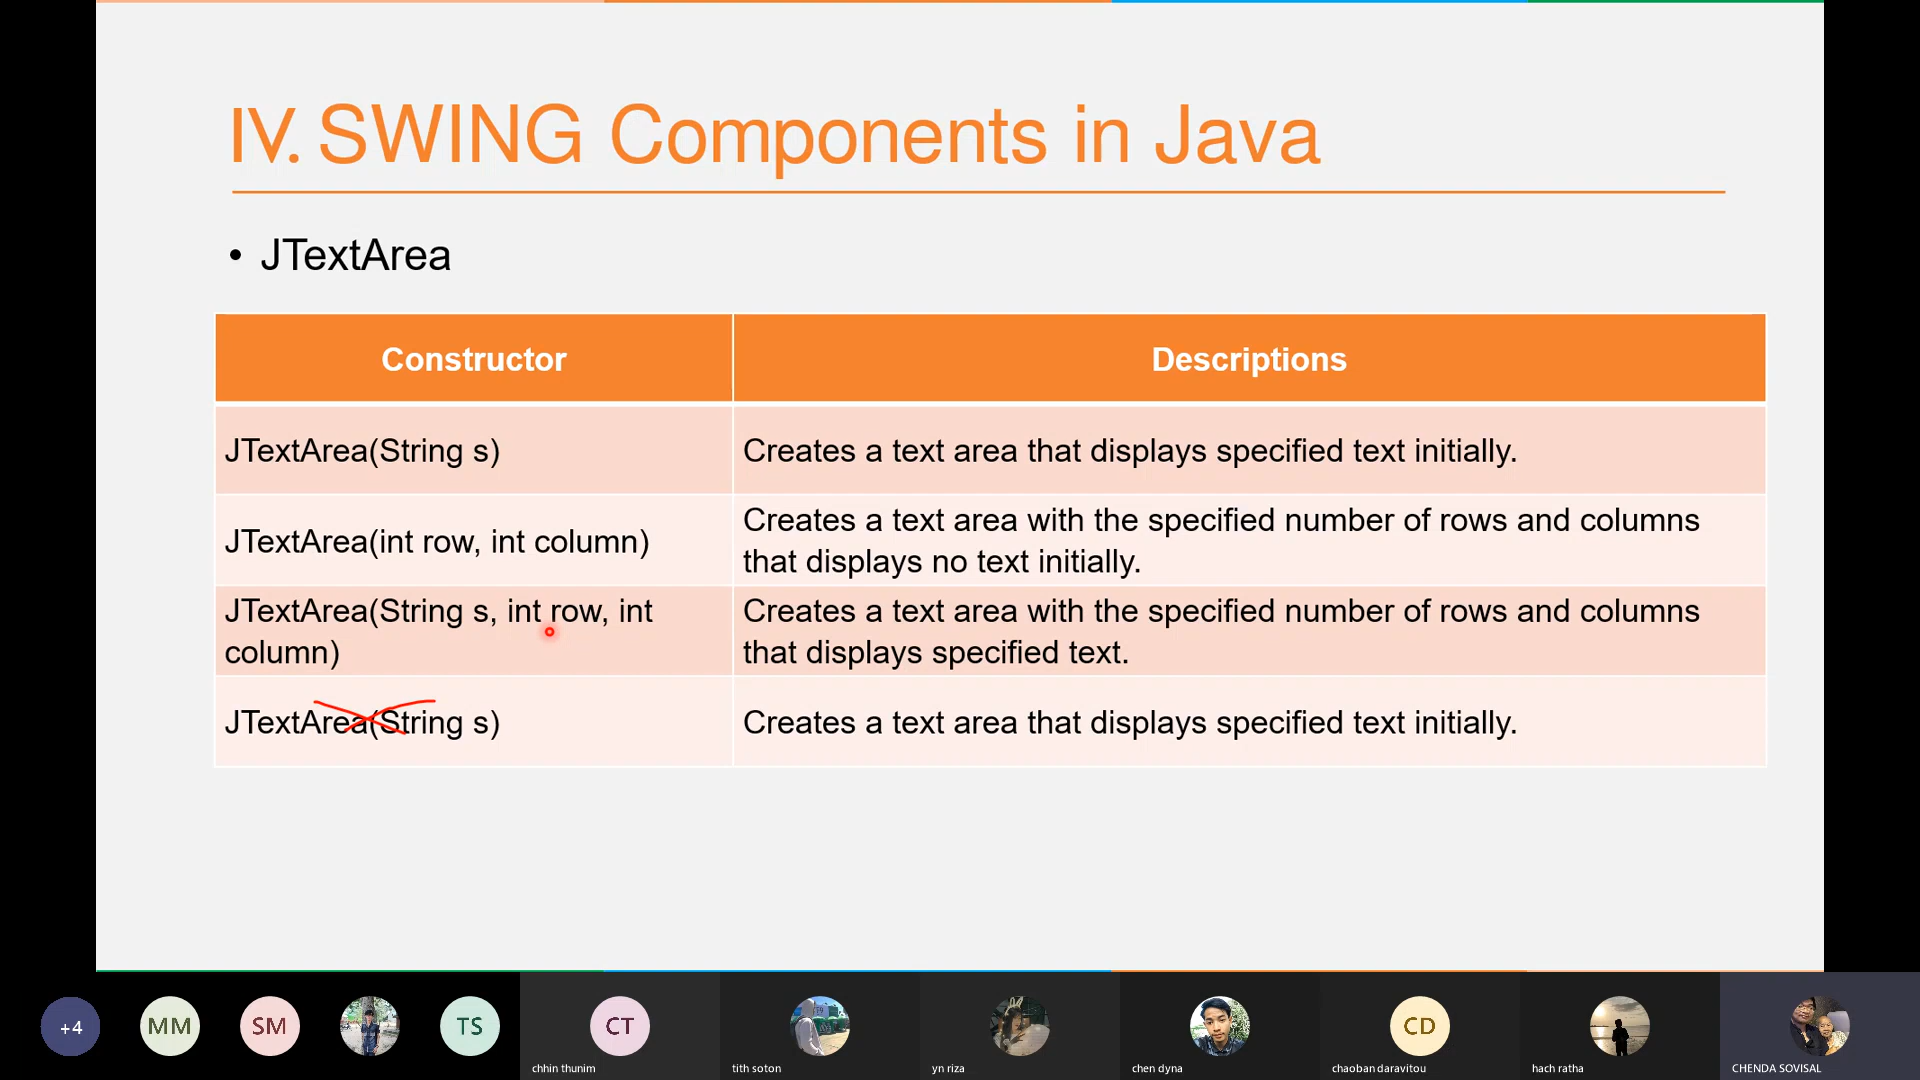 IV. SWING Components in Java
• JTextArea
Constructor
Descriptions
JTextArea(String s)
Creates a text area that displays specified text initially.
JTextArea(int row, int column)
Creates a text area with the specified number of rows and columns
that displays no text initially.
JTextArea(String s, int row, int
column)
Creates a text area with the specified number of rows and columns
that displays specified text.
JTextArea(String s)
Creates a text area that displays specified text initially.
+4
MM
SM
TS
CT
CD
chhin thunim
tith soton
yn riza
chen dyna
chaoban daravitou
hach ratha
CHENDA SOVISAL